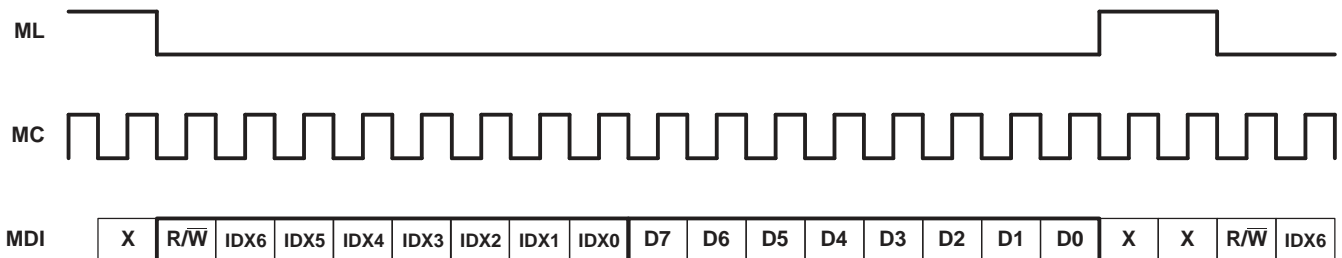 ML
MC
MDI X R/W̅ IDX6 IDX5 IDX4 IDX3 IDX2 IDX1 IDX0 D7 D6 D5 D4 D3 D2 D1 D0 X X R/W̅ IDX6